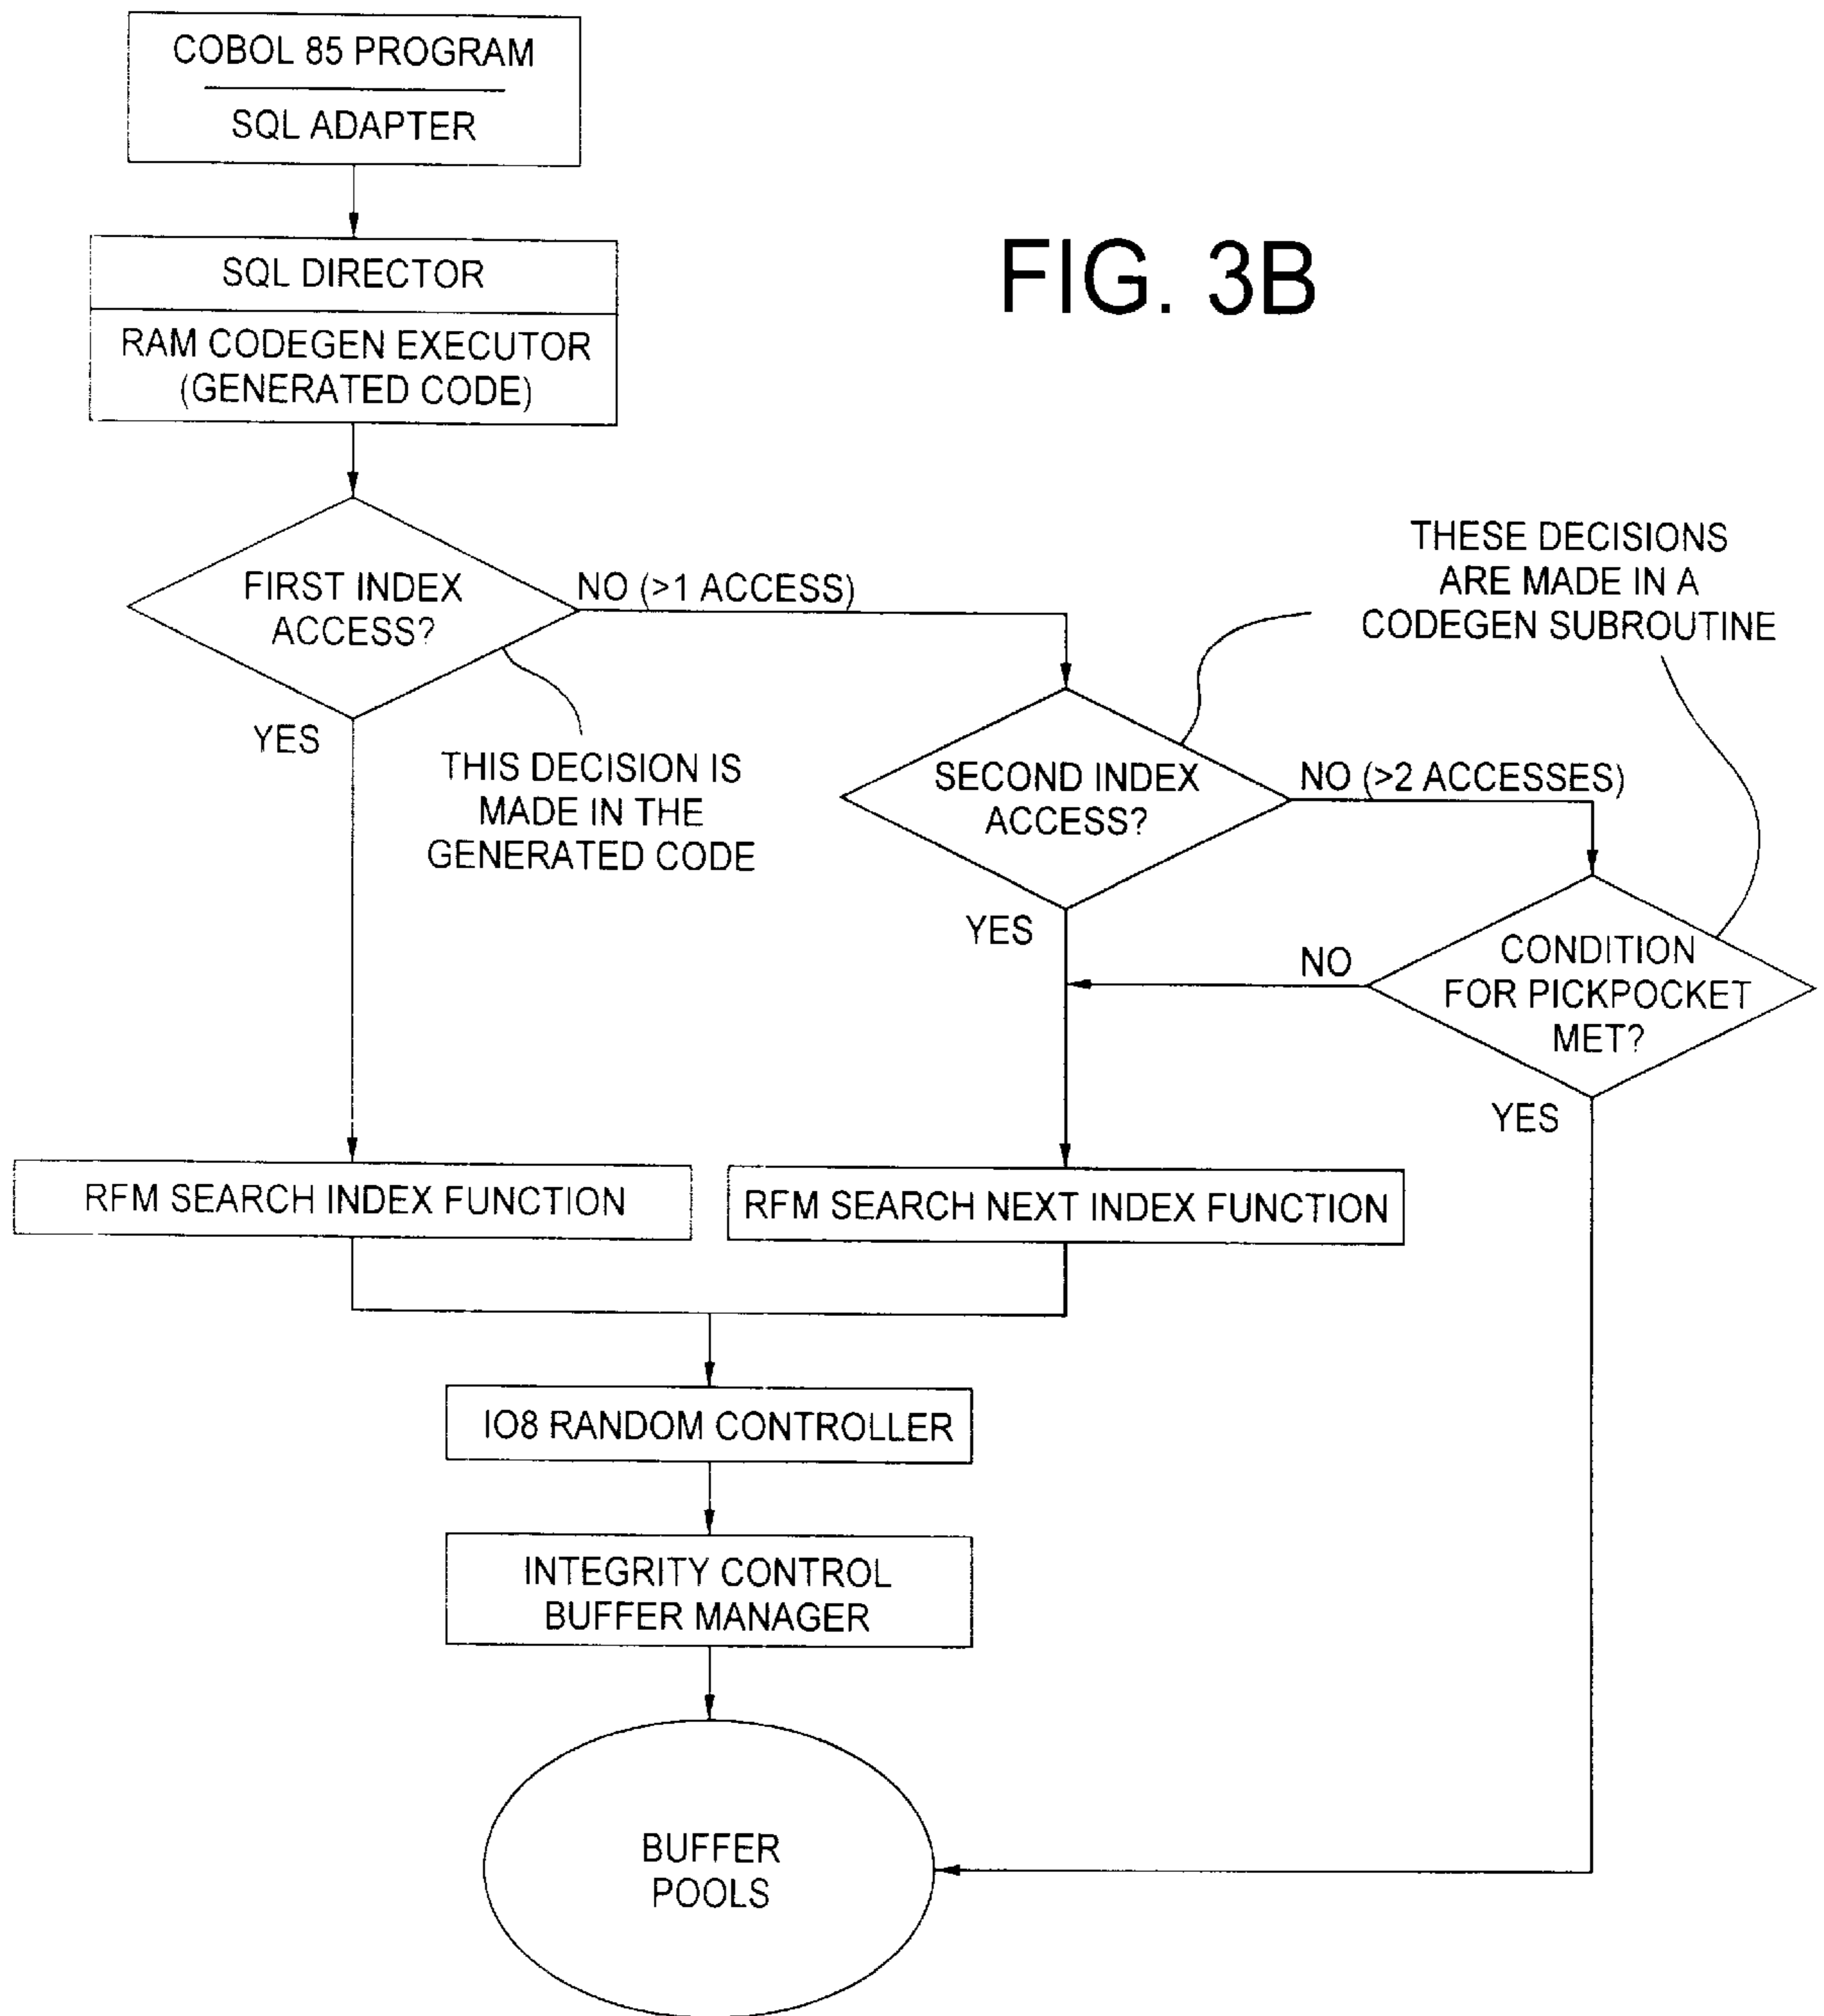 COBOL 85 PROGRAM
SQL ADAPTER
SQL DIRECTOR
RAM CODEGEN EXECUTOR
(GENERATED CODE)
FIG. 3B
FIRST INDEX
ACCESS?
NO (>1 ACCESS)
YES
THIS DECISION IS
MADE IN THE
GENERATED CODE
THESE DECISIONS
ARE MADE IN A
CODEGEN SUBROUTINE
SECOND INDEX
ACCESS?
NO (>2 ACCESSES)
YES
CONDITION
FOR PICKPOCKET
MET?
NO
YES
RFM SEARCH INDEX FUNCTION
RFM SEARCH NEXT INDEX FUNCTION
IO8 RANDOM CONTROLLER
INTEGRITY CONTROL
BUFFER MANAGER
BUFFER
POOLS